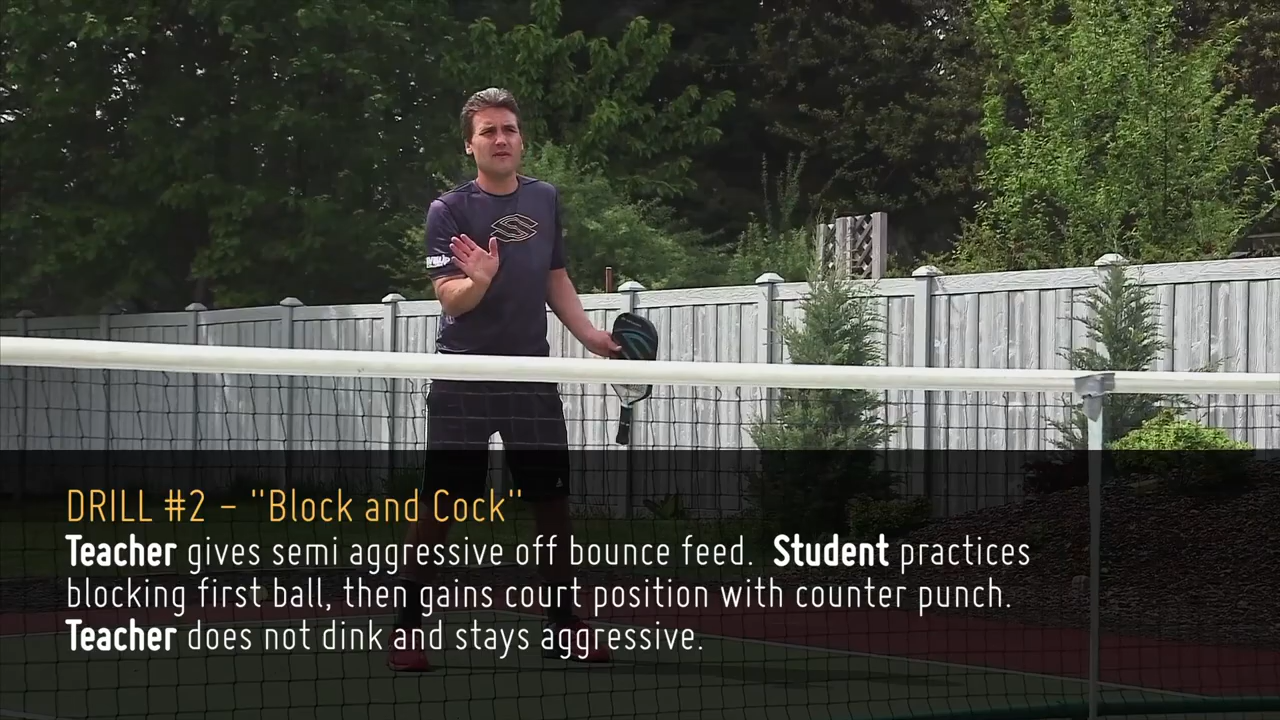 DRILL #2 – "Block and Cock"
Teacher gives semi aggressive off bounce feed. Student practices
blocking first ball, then gains court position with counter punch.
Teacher does not dink and stays aggressive.